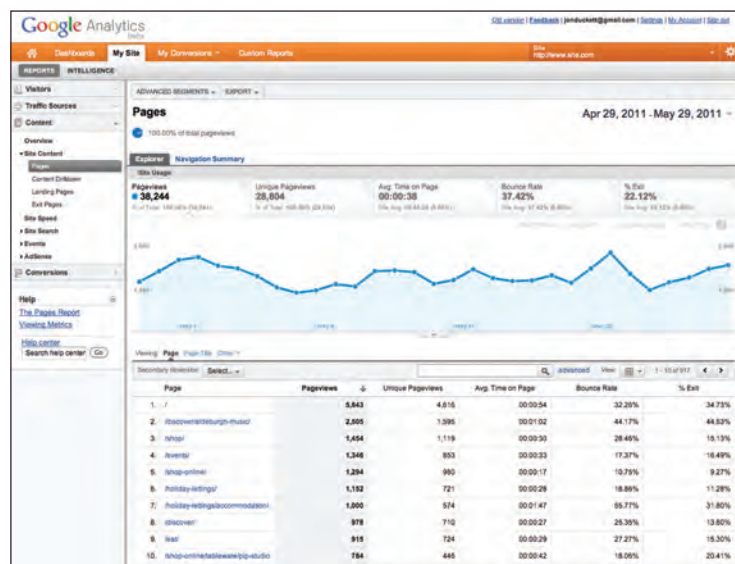 Google Analytics
Beta
Old version | Feedback | jonduckett@gmail.com | Settings | My Account | Sign out
Dashboards My Site My Conversions Custom Reports
Site
http://www.site.com
REPORTS INTELLIGENCE
Visitors
Traffic Sources
Content
Overview
Site Content
Pages
Content Drilldown
Landing Pages
Exit Pages
Site Speed
Site Search
Events
AdSense
Conversions
Help
The Pages Report
Viewing Metrics
Help center
Search help center Go
ADVANCED SEGMENTS EXPORT
Pages
Apr 29, 2011 - May 29, 2011
100.00% of total pageviews
Explorer Navigation Summary
Site Usage
Pageviews Unique Pageviews Avg. Time on Page Bounce Rate % Exit
38,244 28,804 00:00:38 37.42% 22.12%
Viewing: Page Page Title Other
Secondary dimension: Select... advanced View:
Page Pageviews Unique Pageviews Avg. Time on Page Bounce Rate % Exit
1. / 5,843 4,616 00:00:54 32.26% 34.73%
2. 2,505 1,595 00:01:02 44.17% 44.53%
3. /shop/ 1,454 1,119 00:00:30 28.46% 15.13%
4. /events/ 1,346 853 00:00:33 17.37% 16.49%
5. /shop-online/ 1,294 980 00:00:17 10.75% 9.27%
6. /holiday-lettings/ 1,152 721 00:00:28 18.86% 11.28%
7. /holiday-lettings/accommodation/ 1,000 574 00:01:47 55.77% 31.80%
8. /discover/ 978 710 00:00:27 25.35% 13.80%
9. /eat/ 915 724 00:00:29 27.27% 15.30%
10. /shop-online/tableware/pip-studio 784 445 00:00:42 18.06% 20.41%